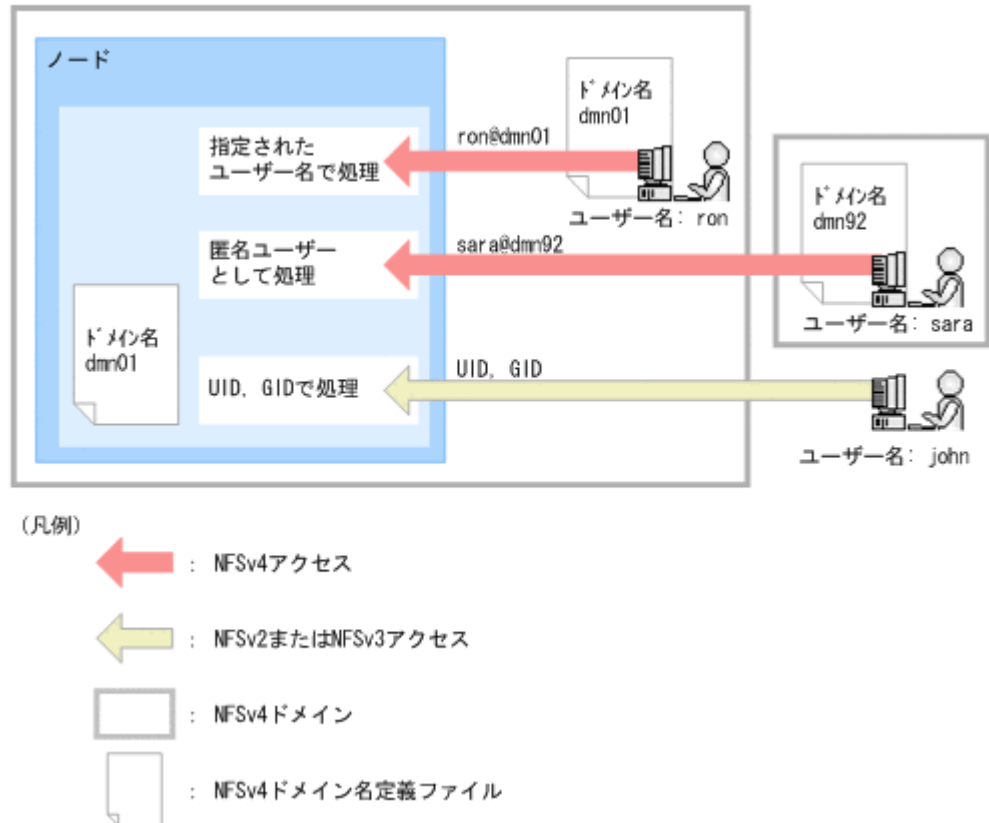 ノード
ドメイン名
dmn01
ron@dmn01
指定された
ユーザー名で処理
ユーザー名: ron
ドメイン名
dmn92
sara@dmn92
匿名ユーザー
として処理
ユーザー名: sara
ドメイン名
dmn01
UID, GID
UID, GIDで処理
ユーザー名: john
(凡例)
: NFSv4アクセス
: NFSv2またはNFSv3アクセス
: NFSv4ドメイン
: NFSv4ドメイン名定義ファイル